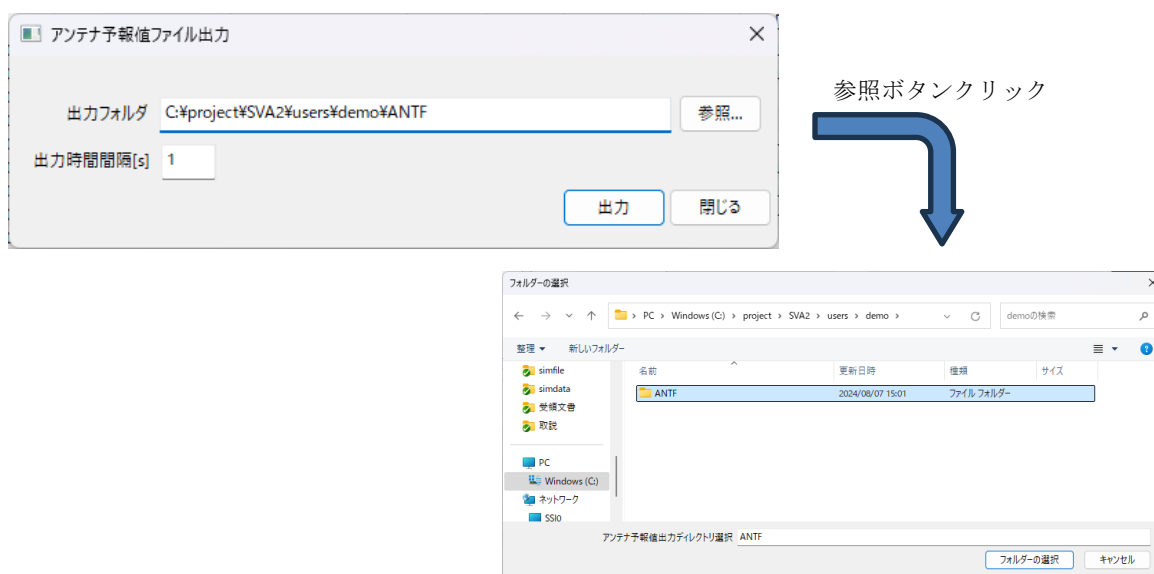 アンテナ予報値ファイル出力
出力フォルダ C:¥project¥SVA2¥users¥demo¥ANTF 参照...
出力時間間隔[s] 1
出力 閉じる
参照ボタンクリック
フォルダーの選択
PC › Windows (C:) › project › SVA2 › users › demo › demoの検索
整理 新しいフォルダー
simfile
simdata
受領文書
取説
PC
Windows (C:)
ネットワーク
SSI0
名前 更新日時 種類 サイズ
ANTF 2024/08/07 15:01 ファイル フォルダー
アンテナ予報値出力ディレクトリ選択 ANTF
フォルダーの選択 キャンセル